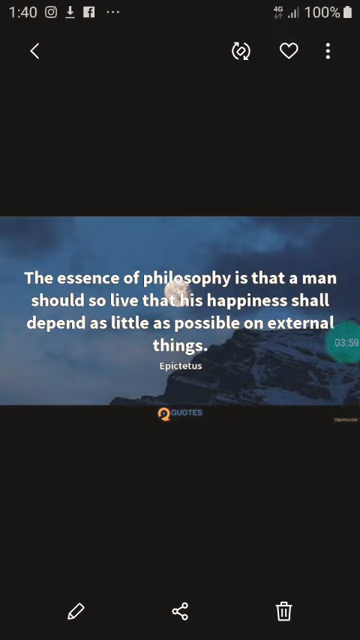 1:40
4G
100%
The essence of philosophy is that a man
should so live that his happiness shall
depend as little as possible on external
things.
Epictetus
03:59
QUOTES